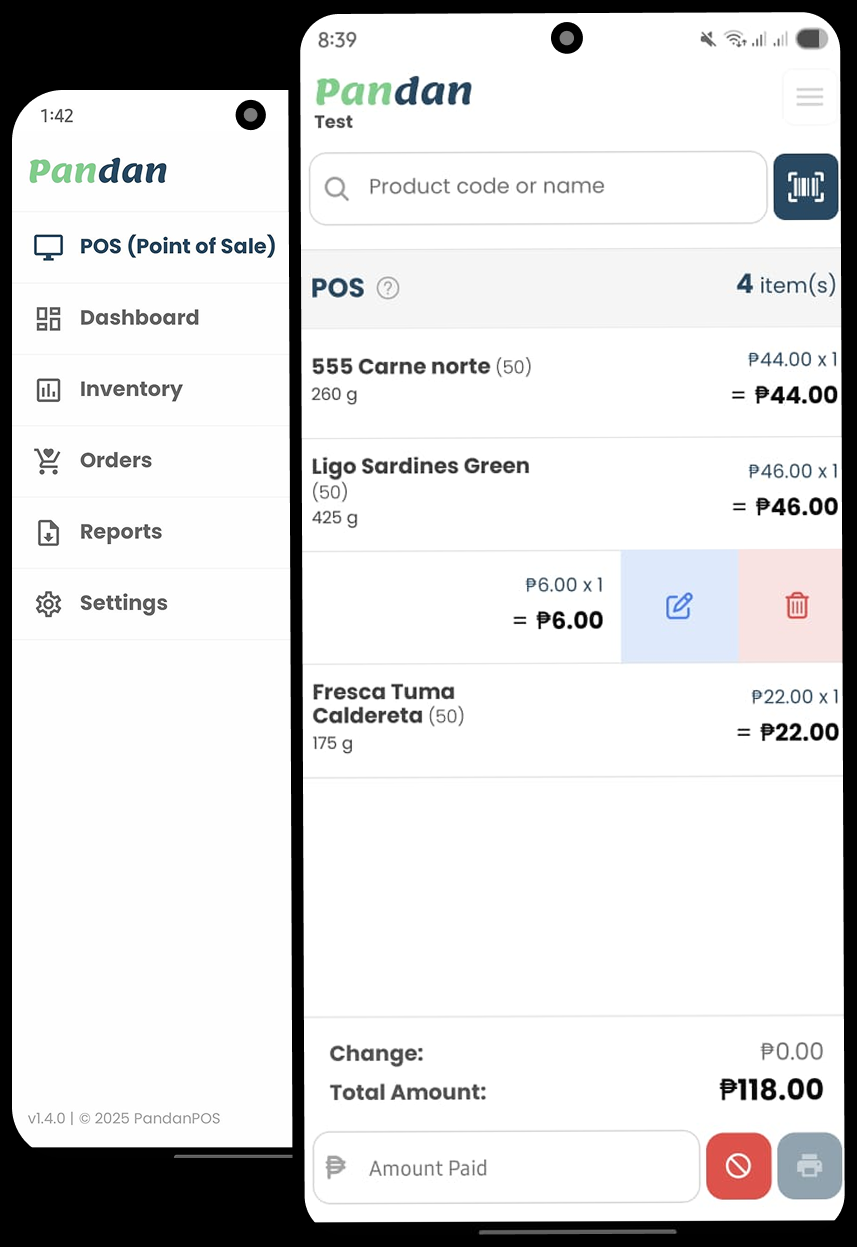 1:42
Pandan
POS (Point of Sale)
Dashboard
Inventory
Orders
Reports
Settings
v1.4.0 | © 2025 PandanPOS
8:39
Pandan
Test
Product code or name
POS ?
4 item(s)
555 Carne norte (50)
260 g
₱44.00 x 1
= ₱44.00
Ligo Sardines Green
(50)
425 g
₱46.00 x 1
= ₱46.00
₱6.00 x 1
= ₱6.00
Fresca Tuma
Caldereta (50)
175 g
₱22.00 x 1
= ₱22.00
Change:
₱0.00
Total Amount:
₱118.00
₱ Amount Paid